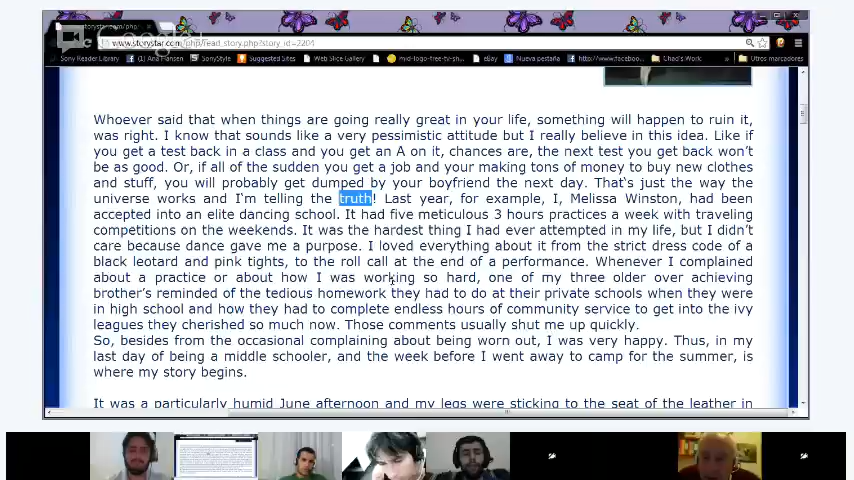 www.storystar.com/php/read_story.php?story_id=2204
Sony Reader Library (1) Ana Hansen SonyStyle Suggested Sites Web Slice Gallery mid-logo-free-tv-sh... eBay Nueva pestaña http://www.faceboo... Chad's Work Otros marcadores
Whoever said that when things are going really great in your life, something will happen to ruin it,
was right. I know that sounds like a very pessimistic attitude but I really believe in this idea. Like if
you get a test back in a class and you get an A on it, chances are, the next test you get back won't
be as good. Or, if all of the sudden you get a job and your making tons of money to buy new clothes
and stuff, you will probably get dumped by your boyfriend the next day. That's just the way the
universe works and I'm telling the truth! Last year, for example, I, Melissa Winston, had been
accepted into an elite dancing school. It had five meticulous 3 hours practices a week with traveling
competitions on the weekends. It was the hardest thing I had ever attempted in my life, but I didn't
care because dance gave me a purpose. I loved everything about it from the strict dress code of a
black leotard and pink tights, to the roll call at the end of a performance. Whenever I complained
about a practice or about how I was working so hard, one of my three older over achieving
brother's reminded of the tedious homework they had to do at their private schools when they were
in high school and how they had to complete endless hours of community service to get into the ivy
leagues they cherished so much now. Those comments usually shut me up quickly.
So, besides from the occasional complaining about being worn out, I was very happy. Thus, in my
last day of being a middle schooler, and the week before I went away to camp for the summer, is
where my story begins.
It was a particularly humid June afternoon and my legs were sticking to the seat of the leather in